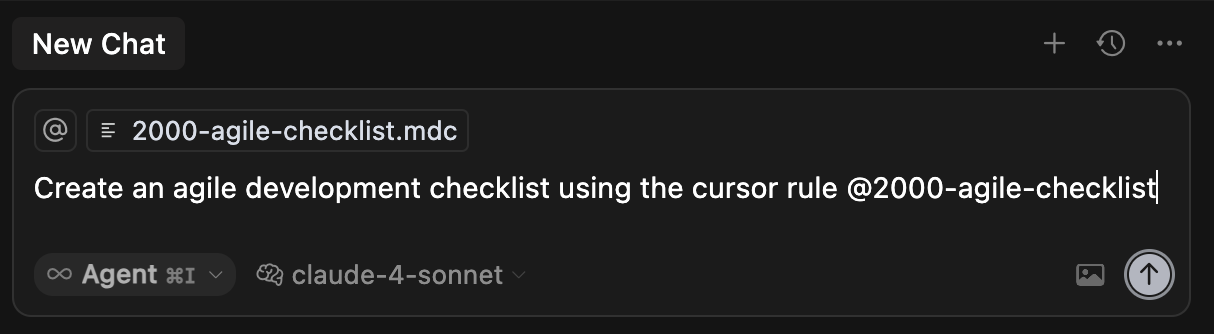 New Chat
@ 2000-agile-checklist.mdc
Create an agile development checklist using the cursor rule @2000-agile-checklist
Agent ⌘I claude-4-sonnet